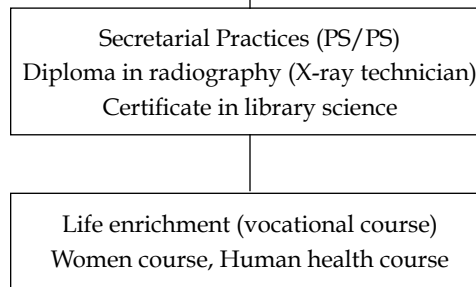 Secretarial Practices (PS/PS)
Diploma in radiography (X-ray technician)
Certificate in library science
Life enrichment (vocational course)
Women course, Human health course